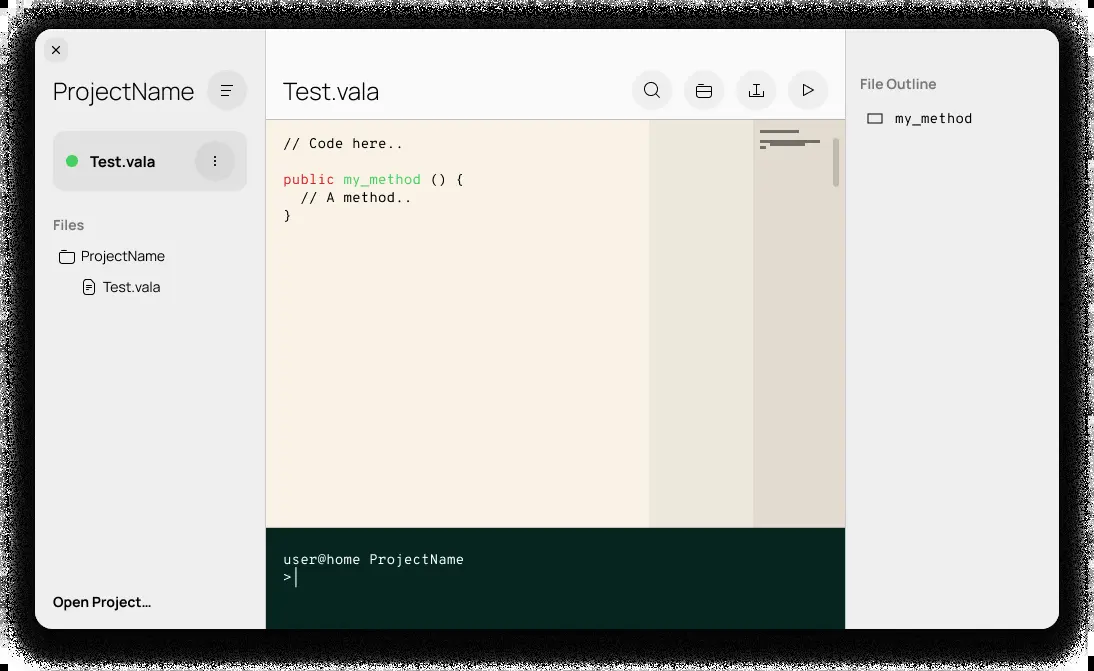 ProjectName
Test.vala
Files
ProjectName
Test.vala
Open Project...
Test.vala
// Code here..
public my_method () {
// A method..
}
user@home ProjectName
>
File Outline
my_method